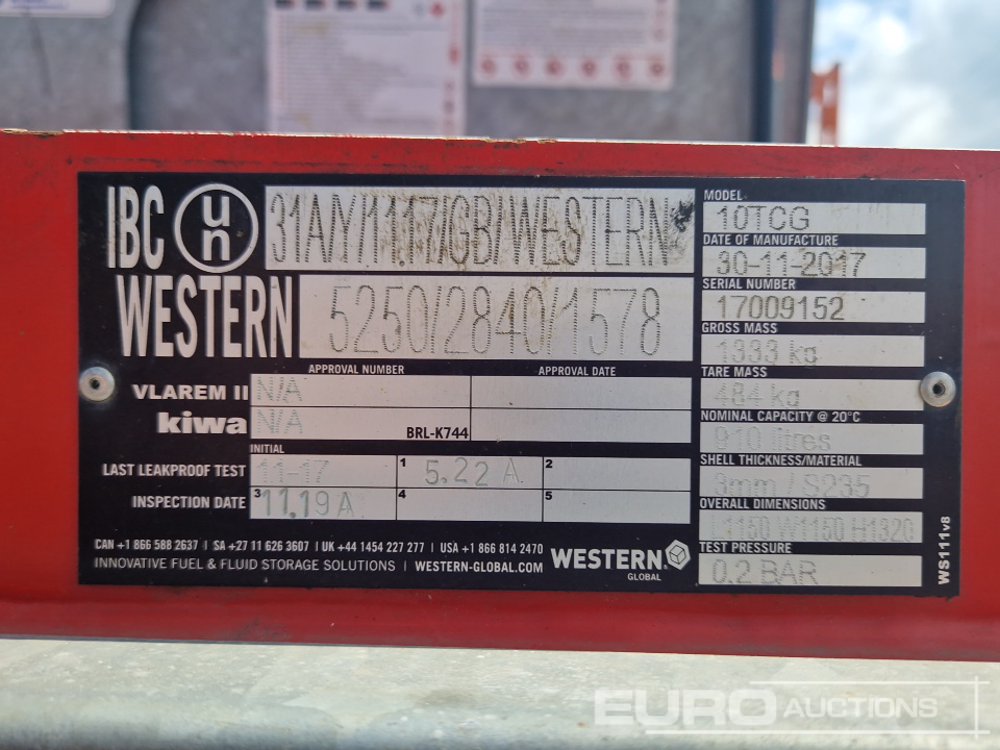 IBC un 31A/Y/11.17/GB/WESTERN
WESTERN 5250/2840/1578
APPROVAL NUMBER APPROVAL DATE
VLAREM II N/A
kiwa N/A BRL-K744
INITIAL
LAST LEAKPROOF TEST 11-17 1 5.22 A 2
INSPECTION DATE 3 11.19 A 4 5
CAN +1 866 588 2637 | SA +27 11 626 3607 | UK +44 1454 227 277 | USA +1 866 814 2470
INNOVATIVE FUEL & FLUID STORAGE SOLUTIONS | WESTERN-GLOBAL.COM
WESTERN
GLOBAL
MODEL
10TCG
DATE OF MANUFACTURE
30-11-2017
SERIAL NUMBER
17009152
GROSS MASS
1333 kg
TARE MASS
484 kg
NOMINAL CAPACITY @ 20°C
910 litres
SHELL THICKNESS/MATERIAL
3mm / S235
OVERALL DIMENSIONS
L1150 W1150 H1320
TEST PRESSURE
0.2 BAR
WS111v8
EURO AUCTIONS